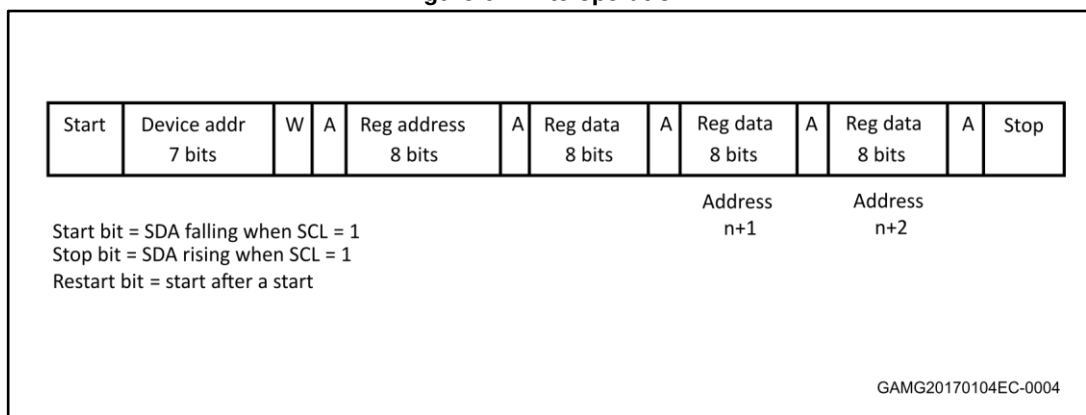 Start Device addr W A Reg address A Reg data A Reg data A Reg data A Stop
7 bits 8 bits 8 bits 8 bits 8 bits
Address Address
n+1 n+2
Start bit = SDA falling when SCL = 1
Stop bit = SDA rising when SCL = 1
Restart bit = start after a start
GAMG20170104EC-0004